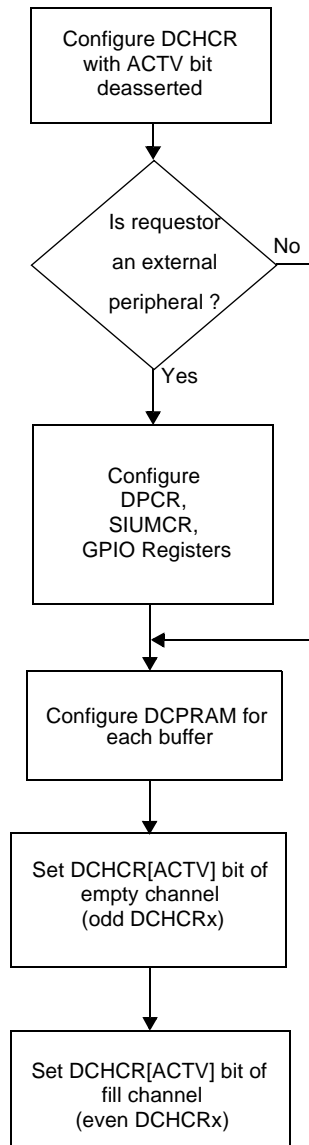 Configure DCHCR
with ACTV bit
deasserted
Is requestor
an external
peripheral ?
No
Yes
Configure
DPCR,
SIUMCR,
GPIO Registers
Configure DCPRAM for
each buffer
Set DCHCR[ACTV] bit of
empty channel
(odd DCHCRx)
Set DCHCR[ACTV] bit of
fill channel
(even DCHCRx)